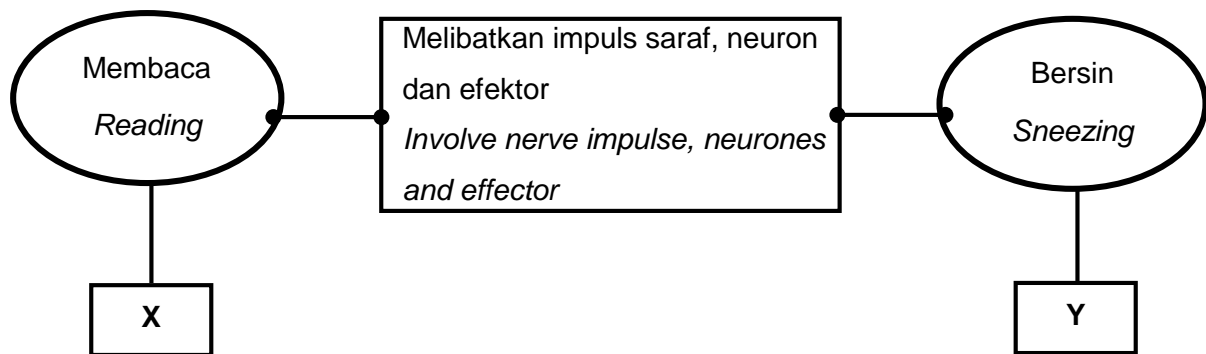 Membaca
Reading
Melibatkan impuls saraf, neuron
dan efektor
Involve nerve impulse, neurones
and effector
Bersin
Sneezing
X
Y